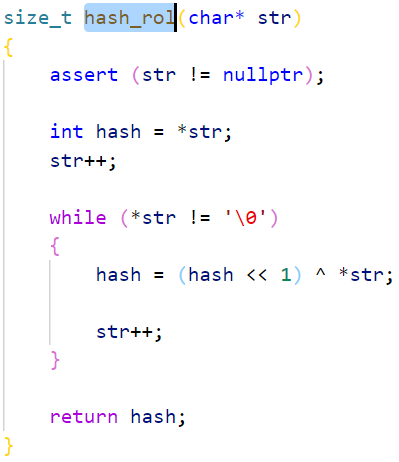 size_t hash_rol(char* str)
{
assert (str != nullptr);
int hash = *str;
str++;
while (*str != '\0')
{
hash = (hash << 1) ^ *str;
str++;
}
return hash;
}